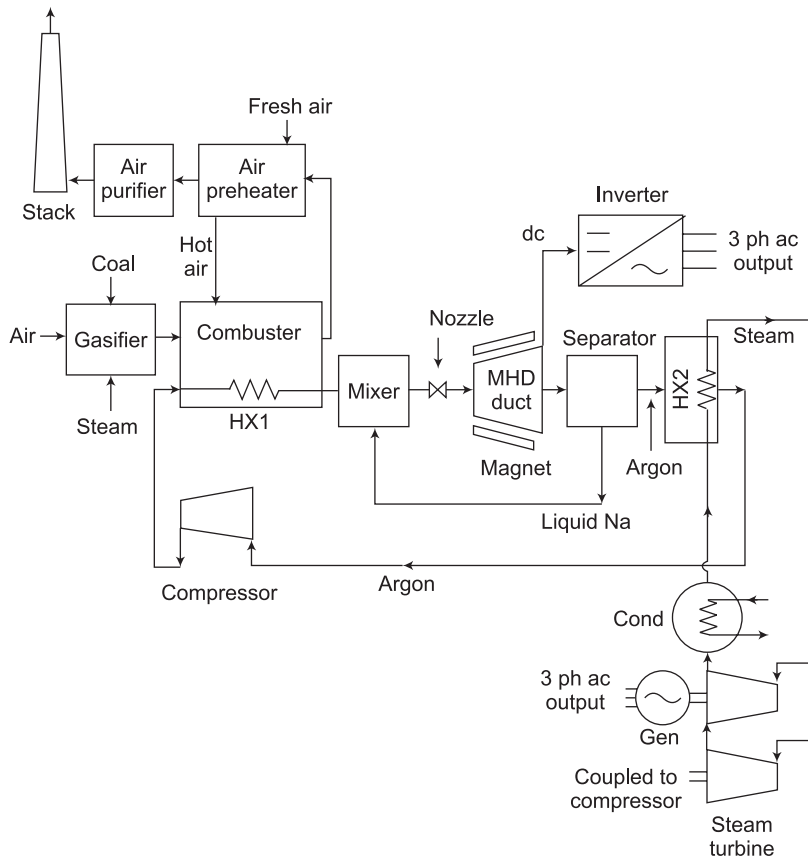 Fresh air
Air
purifier
Air
preheater
Stack
Inverter
dc
3 ph ac
output
Hot
air
Coal
Air
Gasifier
Combuster
Nozzle
Separator
Steam
Mixer
MHD
duct
HX2
Steam
HX1
Magnet
Argon
Liquid Na
Compressor
Argon
Cond
3 ph ac
output
Gen
Coupled to
compressor
Steam
turbine